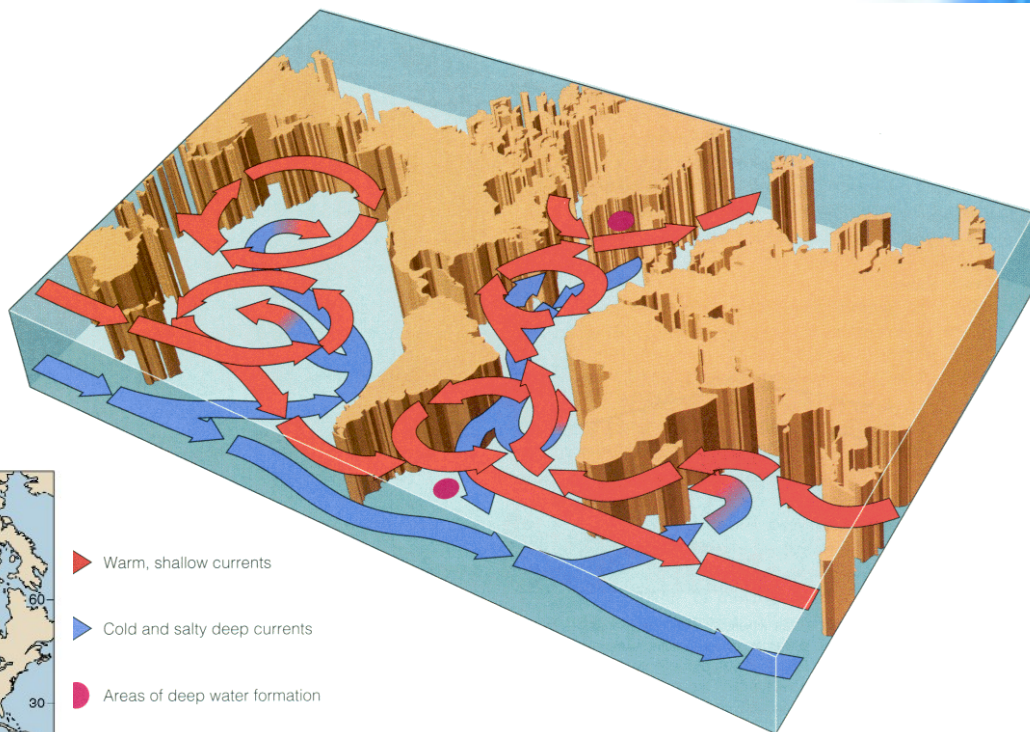 Warm, shallow currents
60
Cold and salty deep currents
Areas of deep water formation
30